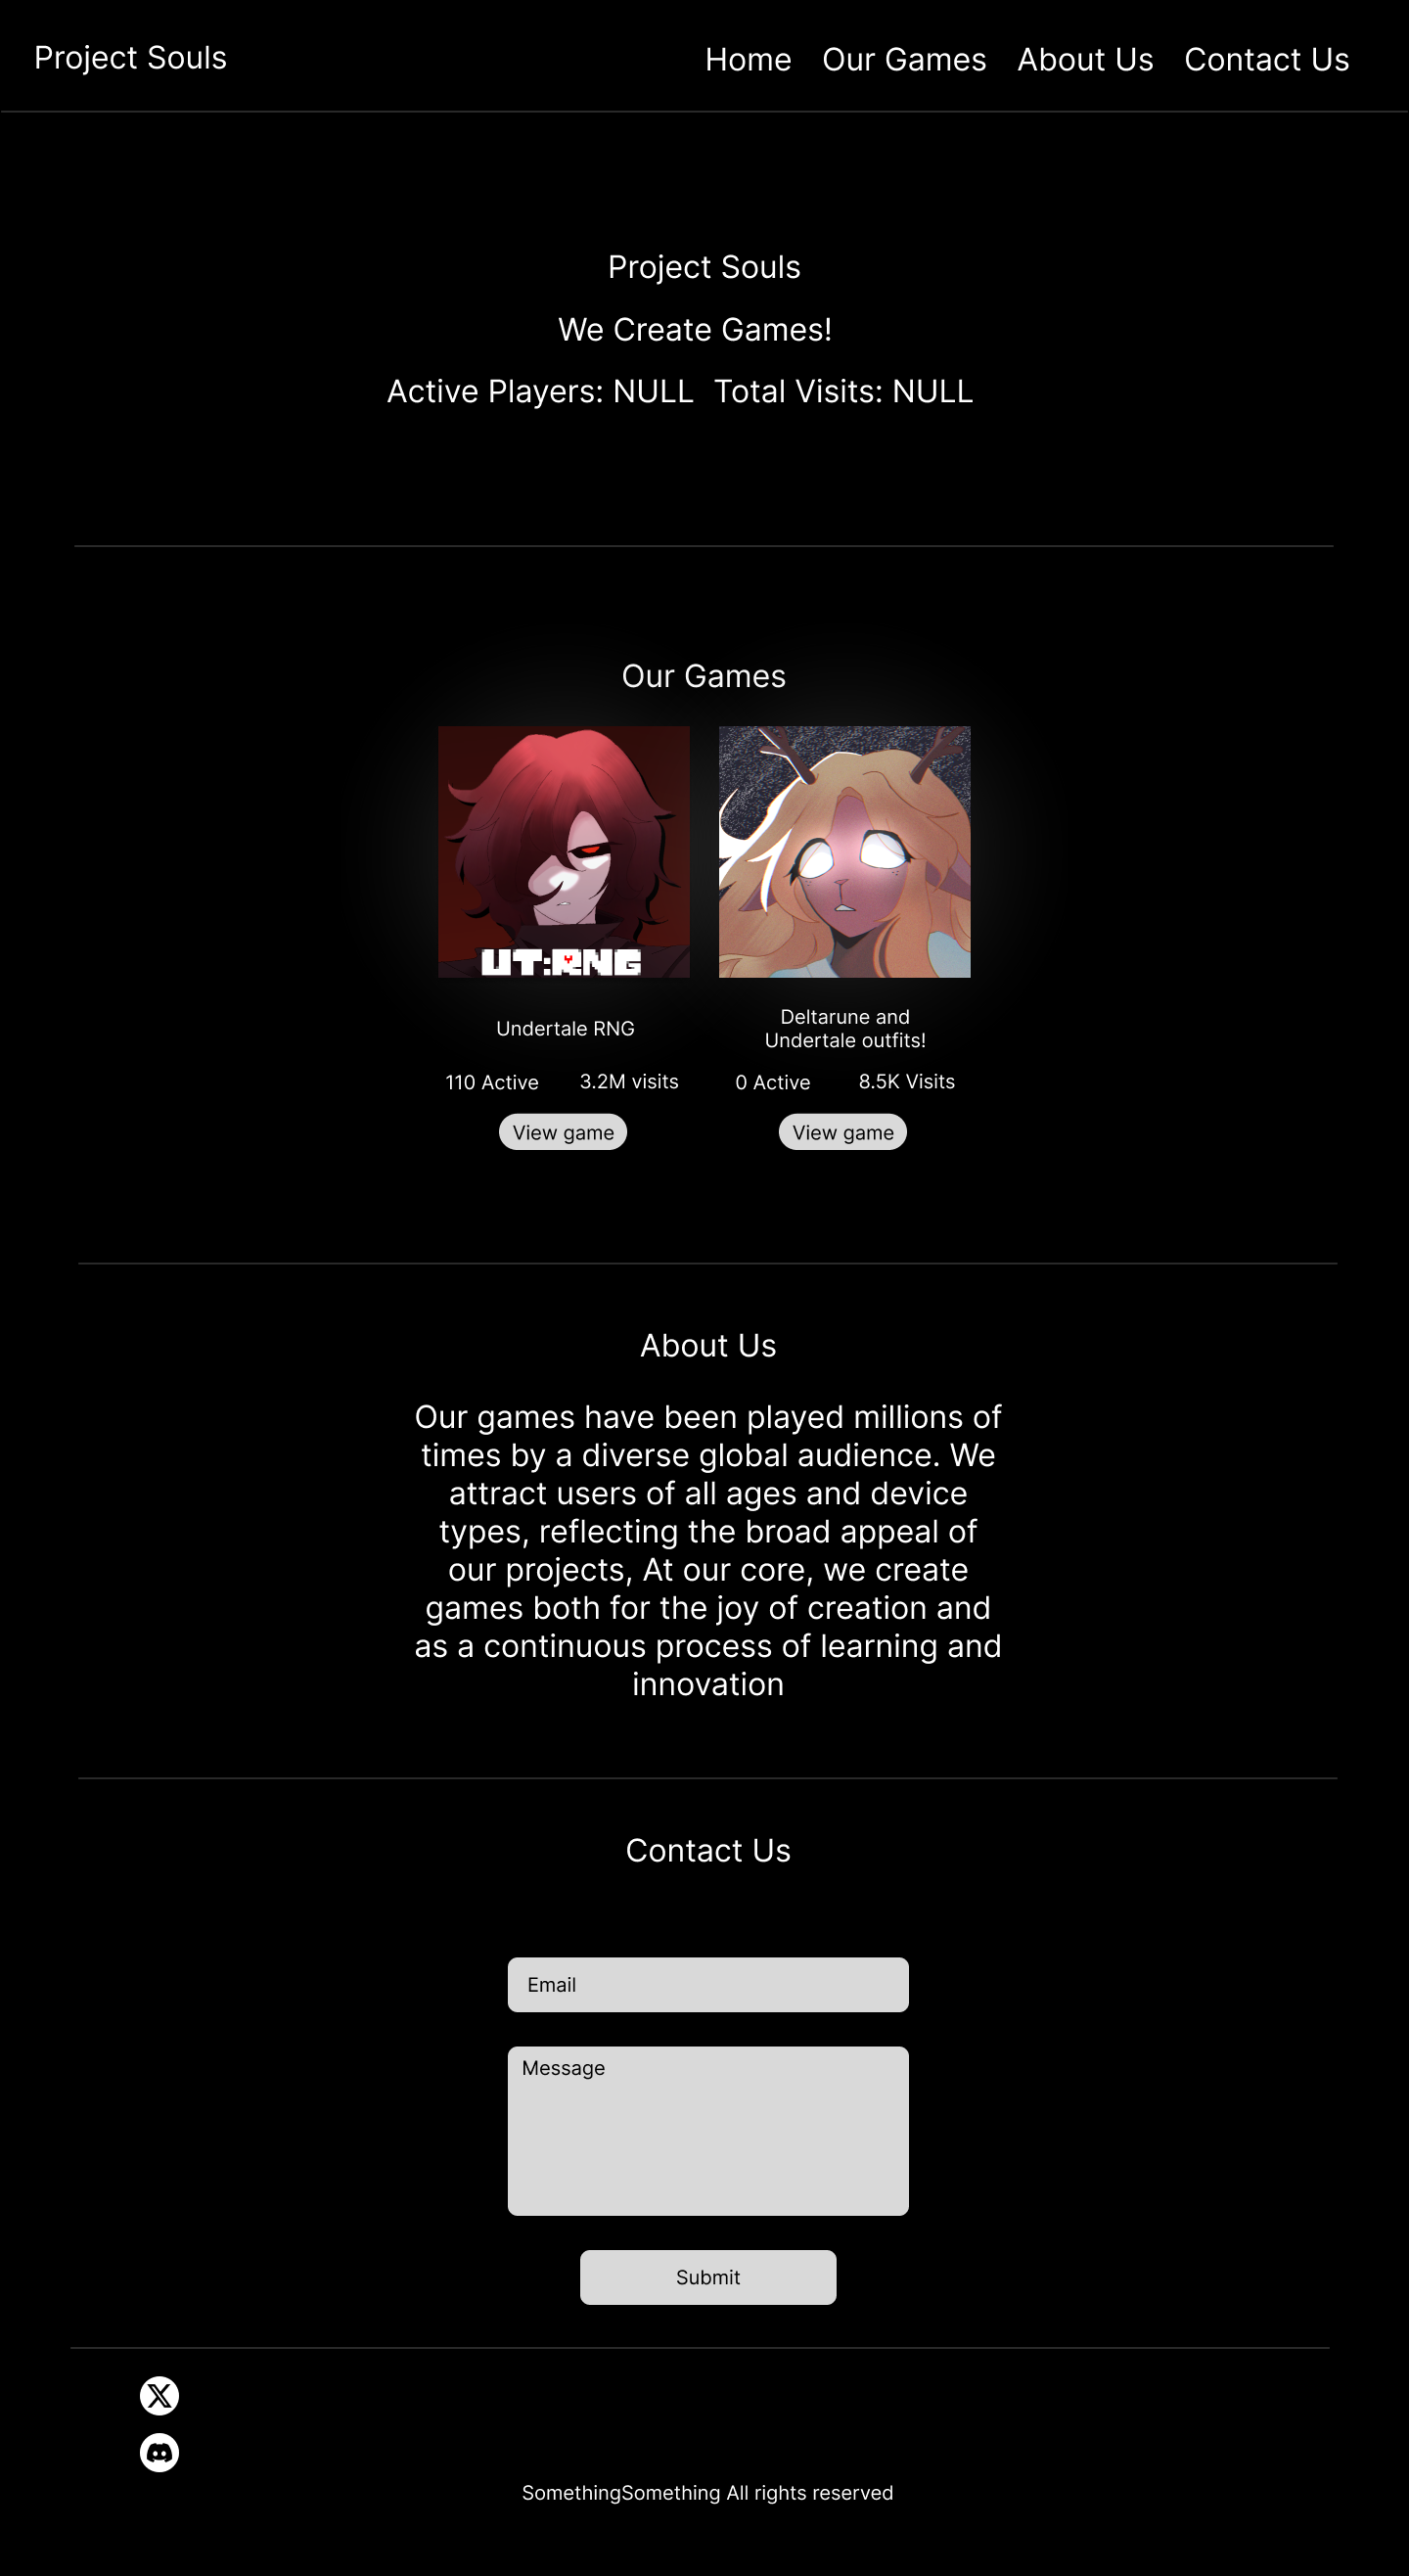 Project Souls
Home Our Games About Us Contact Us
Project Souls
We Create Games!
Active Players: NULL Total Visits: NULL
Our Games
UT:RNG
Undertale RNG
110 Active 3.2M visits
View game
Deltarune and
Undertale outfits!
0 Active 8.5K Visits
View game
About Us
Our games have been played millions of
times by a diverse global audience. We
attract users of all ages and device
types, reflecting the broad appeal of
our projects, At our core, we create
games both for the joy of creation and
as a continuous process of learning and
innovation
Contact Us
Email
Message
Submit
SomethingSomething All rights reserved